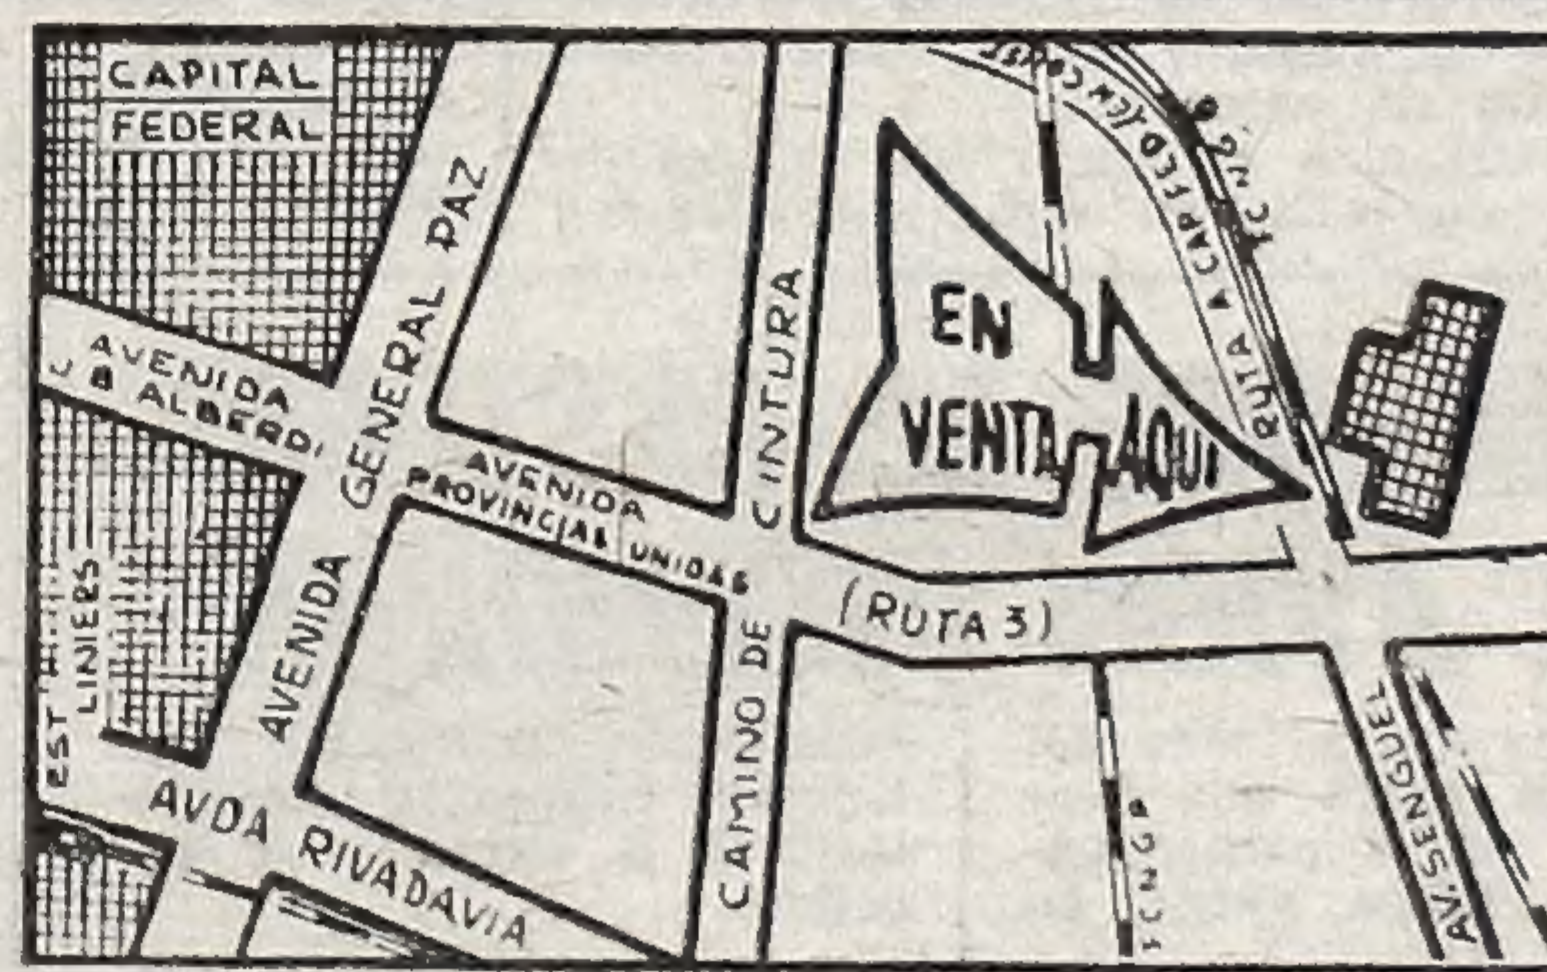 CAPITAL
FEDERAL
AVENIDA
J B ALBERDI
AVENIDA GENERAL PAZ
AVENIDA
PROVINCIAS UNIDAS
CAMINO DE CINTURA
EN
VENTA AQUI
RUTA A CAP FED
(RUTA 3)
EST
LINIERS
AVDA RIVADAVIA
AV. SENGUEL